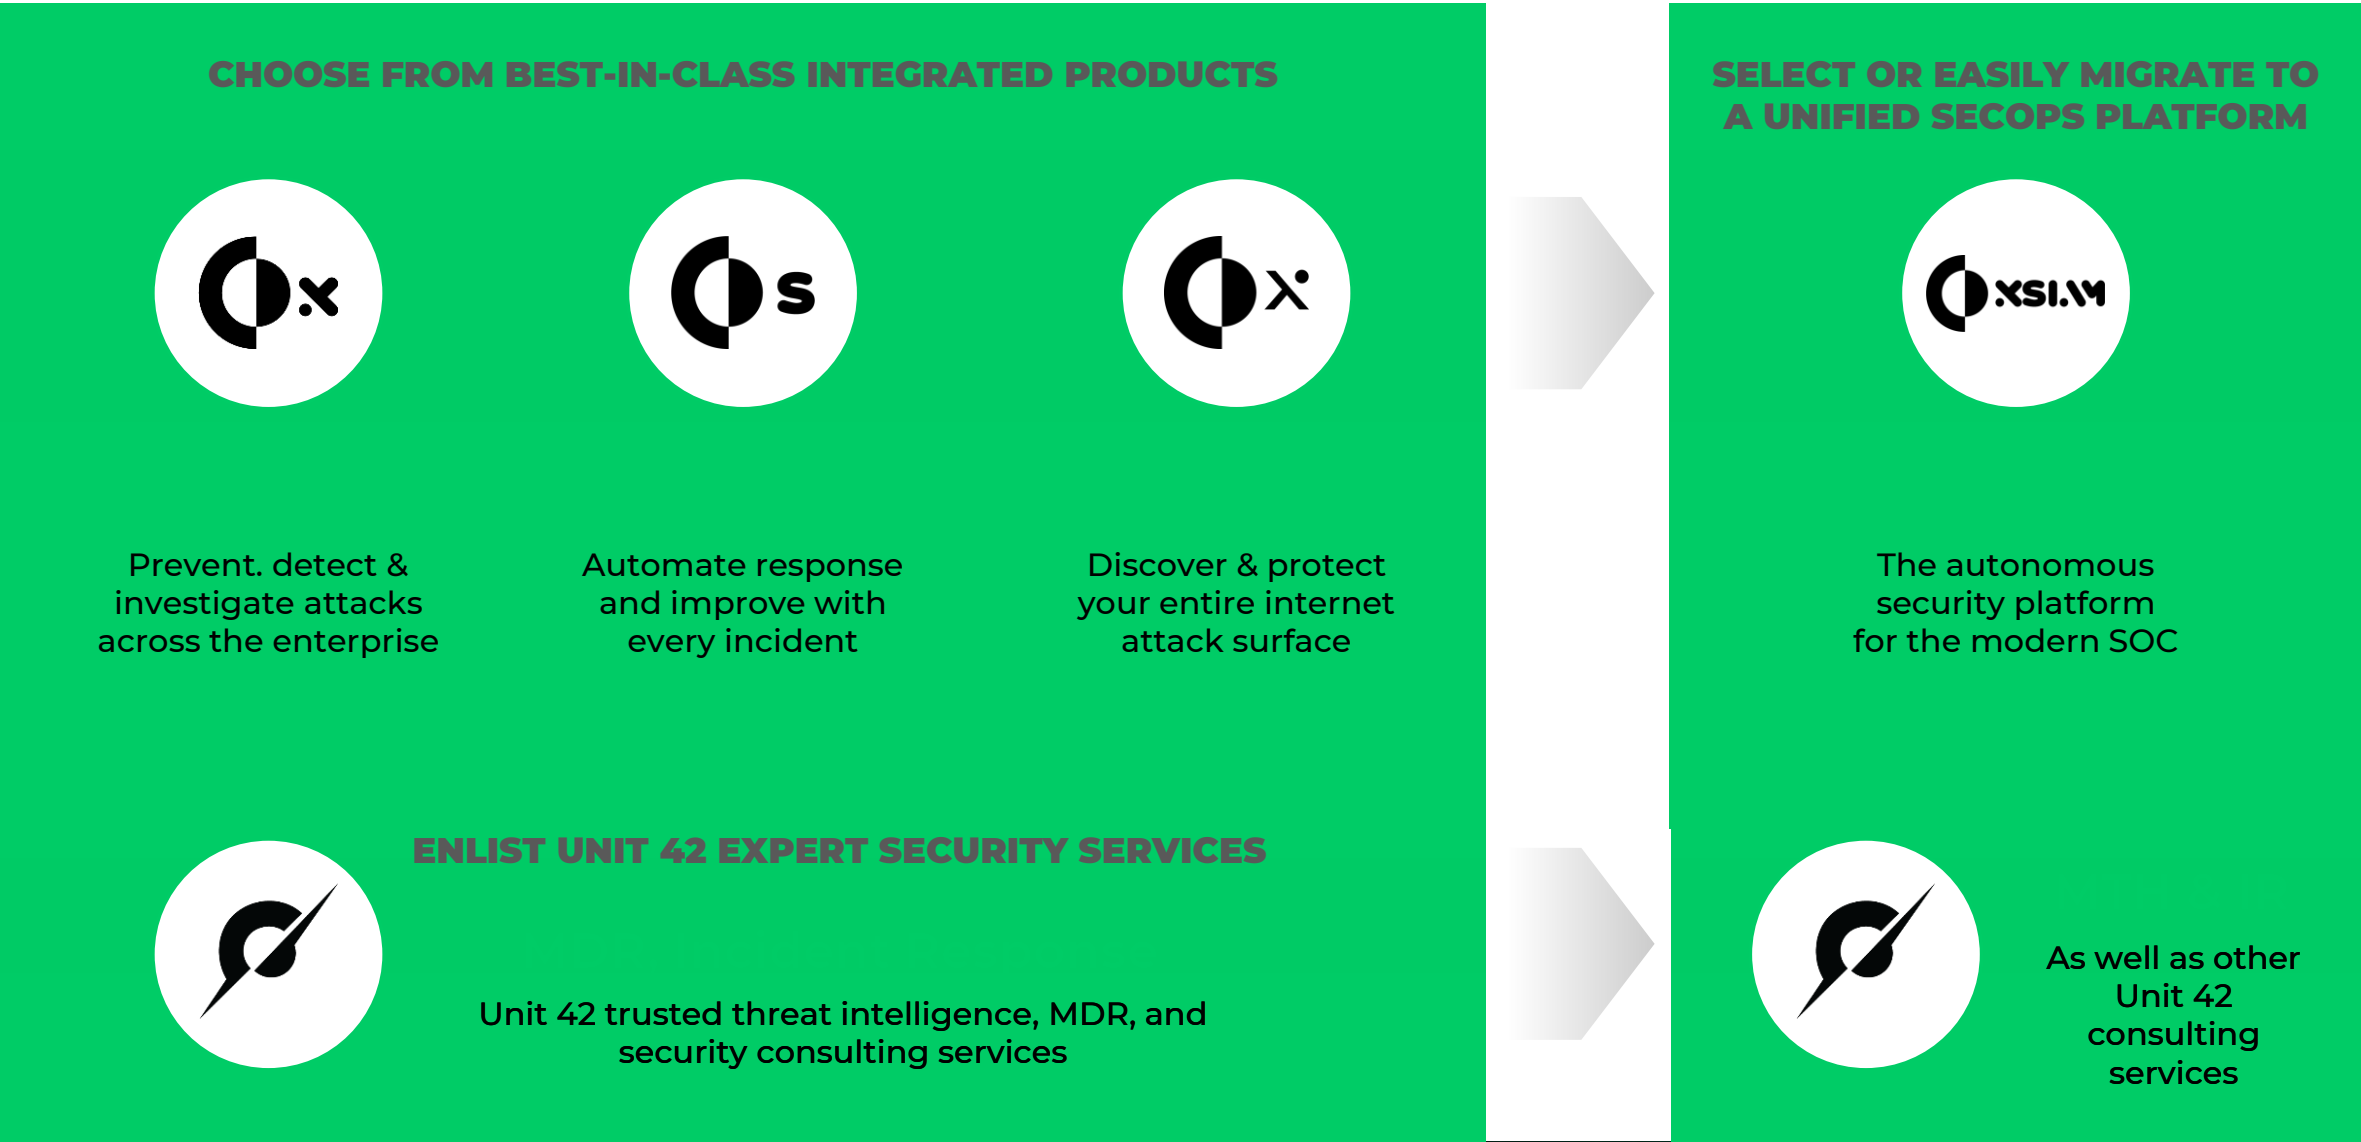 CHOOSE FROM BEST-IN-CLASS INTEGRATED PRODUCTS
x
s
x
Prevent. detect &
investigate attacks
across the enterprise
Automate response
and improve with
every incident
Discover & protect
your entire internet
attack surface
SELECT OR EASILY MIGRATE TO
A UNIFIED SECOPS PLATFORM
XSIAM
The autonomous
security platform
for the modern SOC
ENLIST UNIT 42 EXPERT SECURITY SERVICES
Unit 42 trusted threat intelligence, MDR, and
security consulting services
As well as other
Unit 42
consulting
services